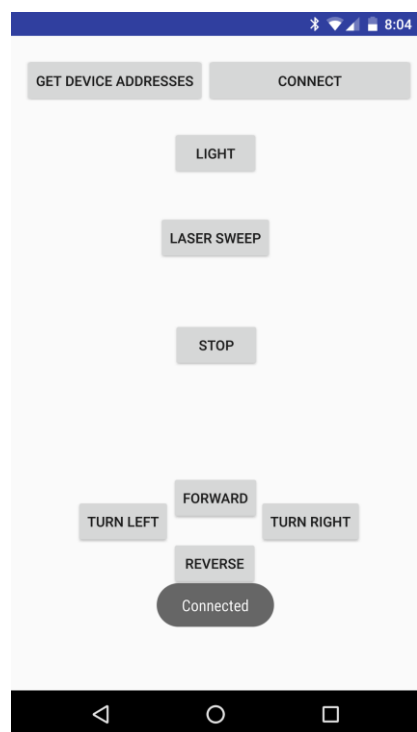 8:04
GET DEVICE ADDRESSES
CONNECT
LIGHT
LASER SWEEP
STOP
FORWARD
TURN LEFT
TURN RIGHT
REVERSE
Connected